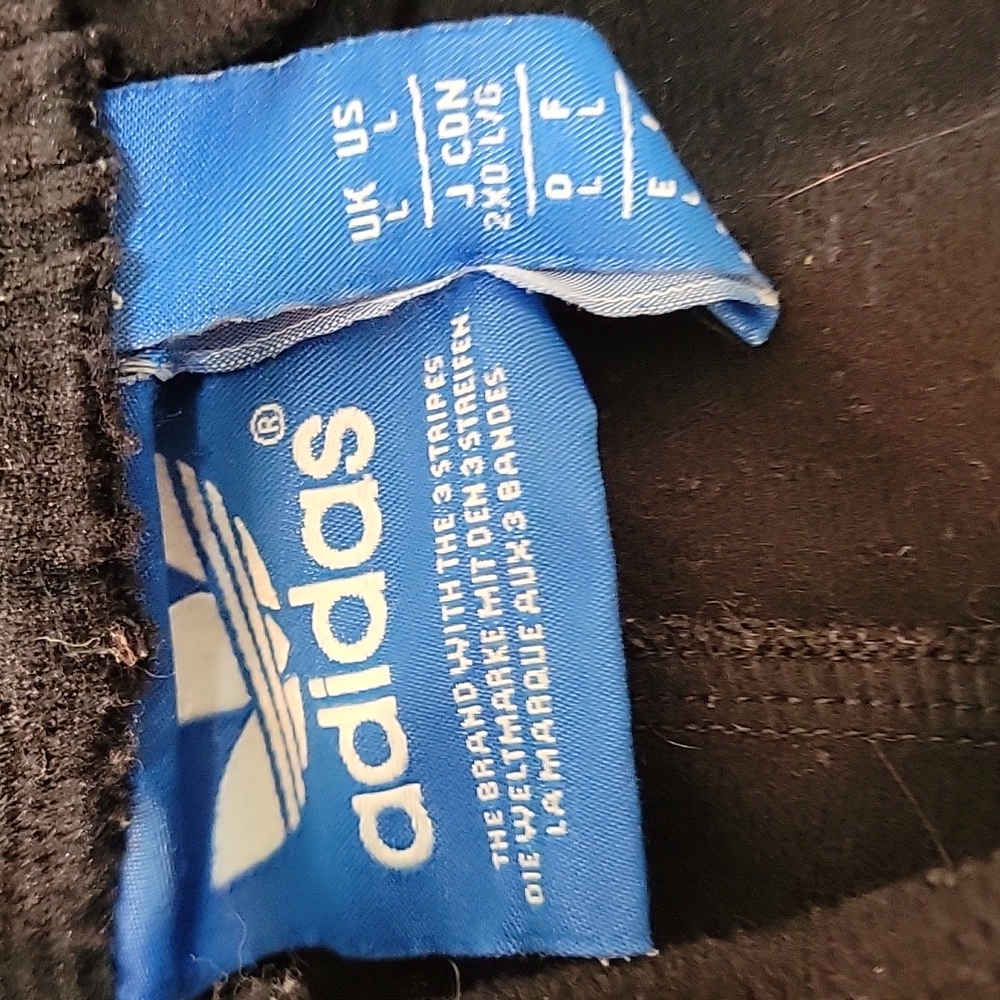 UK US
L L
J CDN
2XO L/G
D F
L L
E
adidas®
THE BRAND WITH THE 3 STRIPES
DIE WELTMARKE MIT DEN 3 STREIFEN
LA MARQUE AUX 3 BANDES